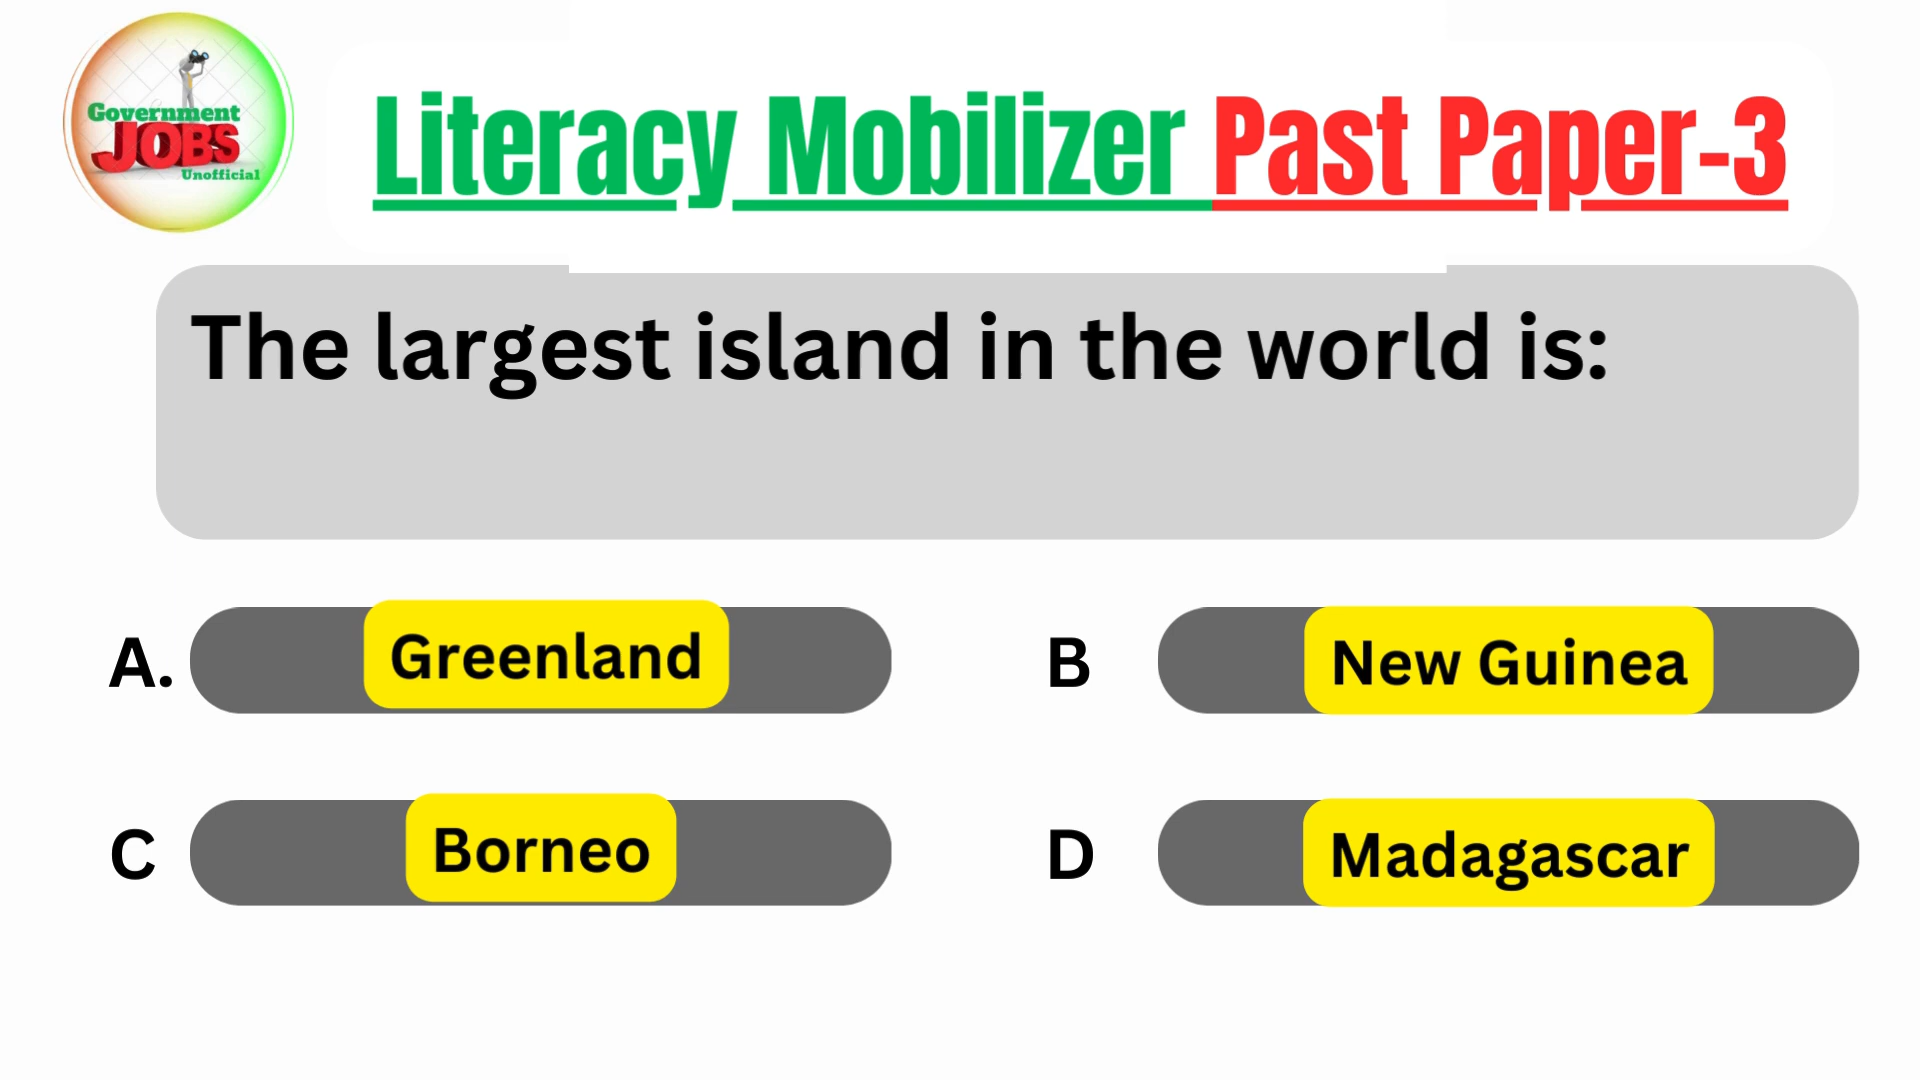 Government
JOBS
Unofficial
Literacy Mobilizer Past Paper-3
The largest island in the world is:
A. Greenland
B New Guinea
C Borneo
D Madagascar